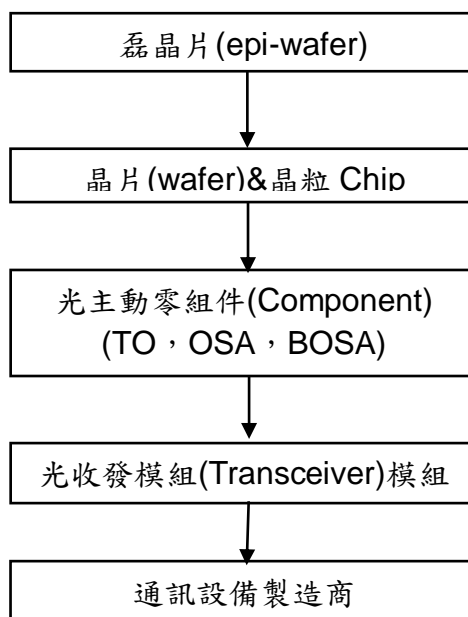 磊晶片(epi-wafer)
晶片(wafer)&晶粒 Chip
光主動零組件(Component)
(TO,OSA,BOSA)
光收發模組(Transceiver)模組
通訊設備製造商